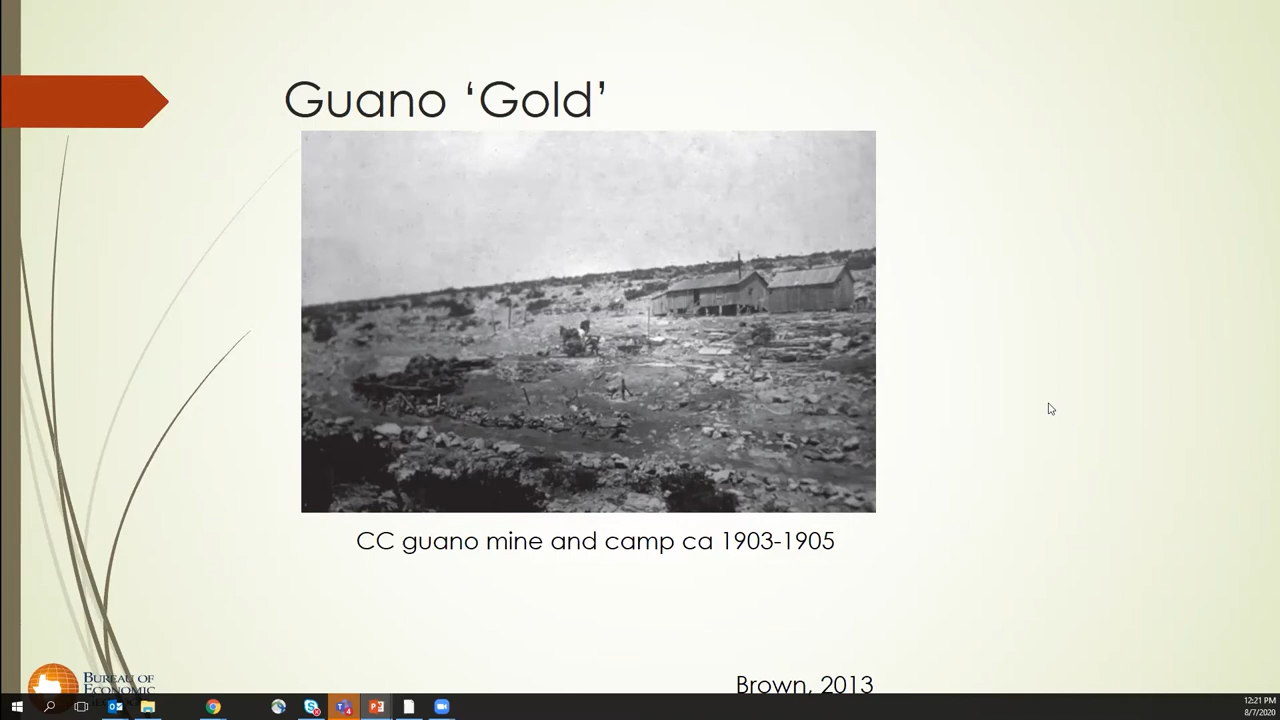 Guano ‘Gold’
CC guano mine and camp ca 1903-1905
Brown, 2013
BUREAU OF
ECONOMIC
12:21 PM
8/7/2020